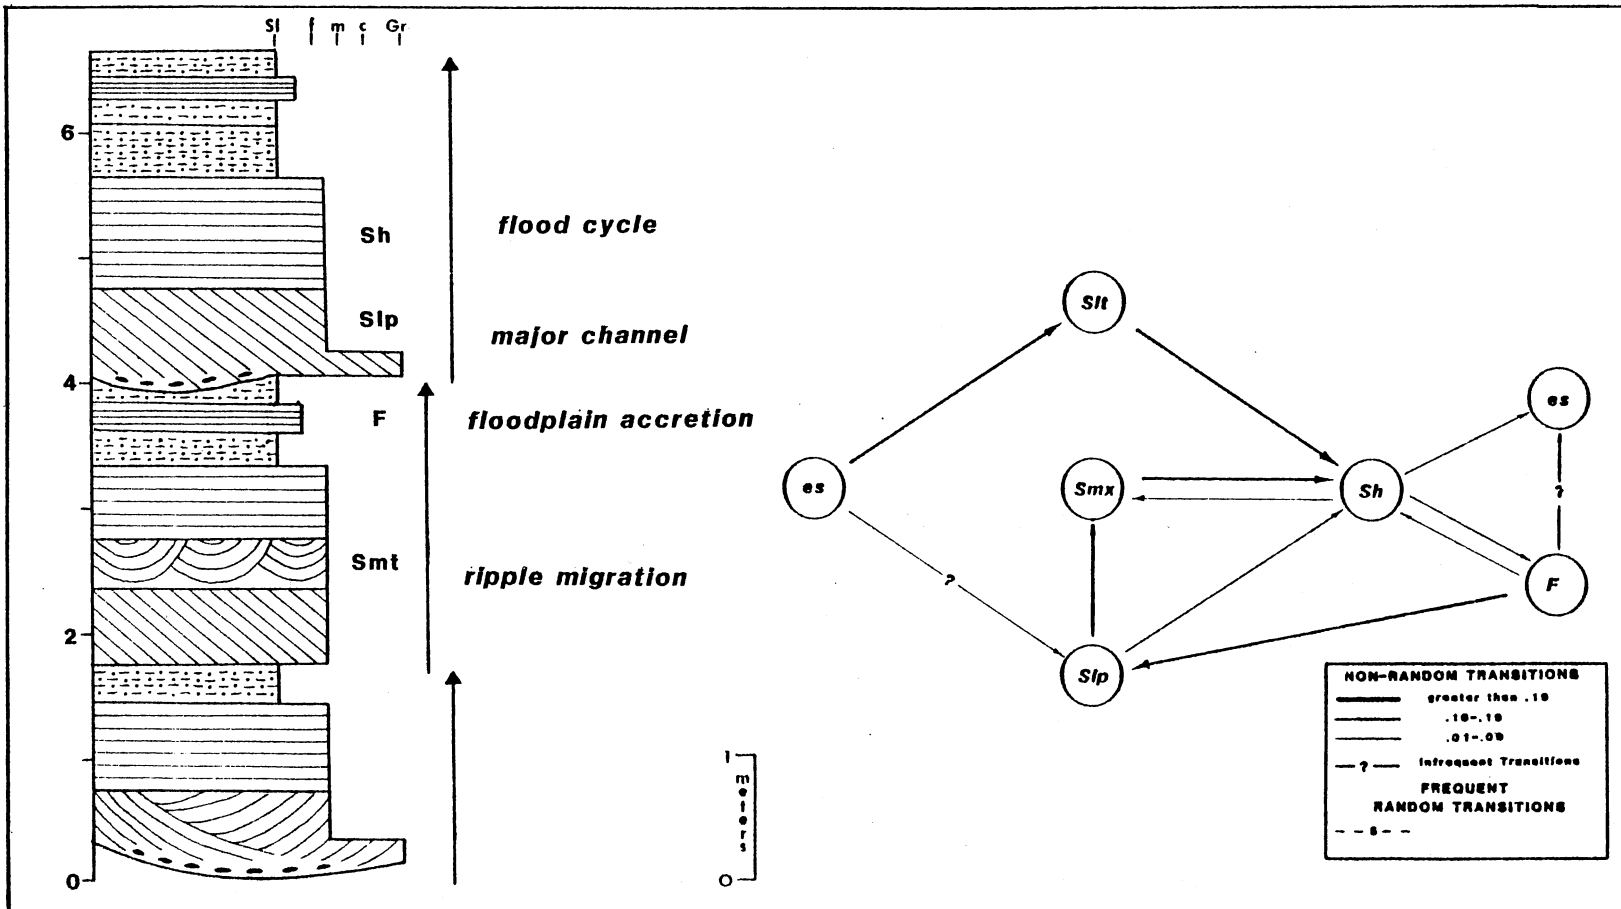 Sl f m c Gr
6
Sh
flood cycle
Slp
major channel
4
F
floodplain accretion
Smt
ripple migration
2
0
1
meters
0
Slt
es
es
Smx
Sh
?
?
F
Slp
NON-RANDOM TRANSITIONS
greater than .19
.10-.19
.01-.09
— ? — Infrequent Transitions
FREQUENT
RANDOM TRANSITIONS
- - s - -